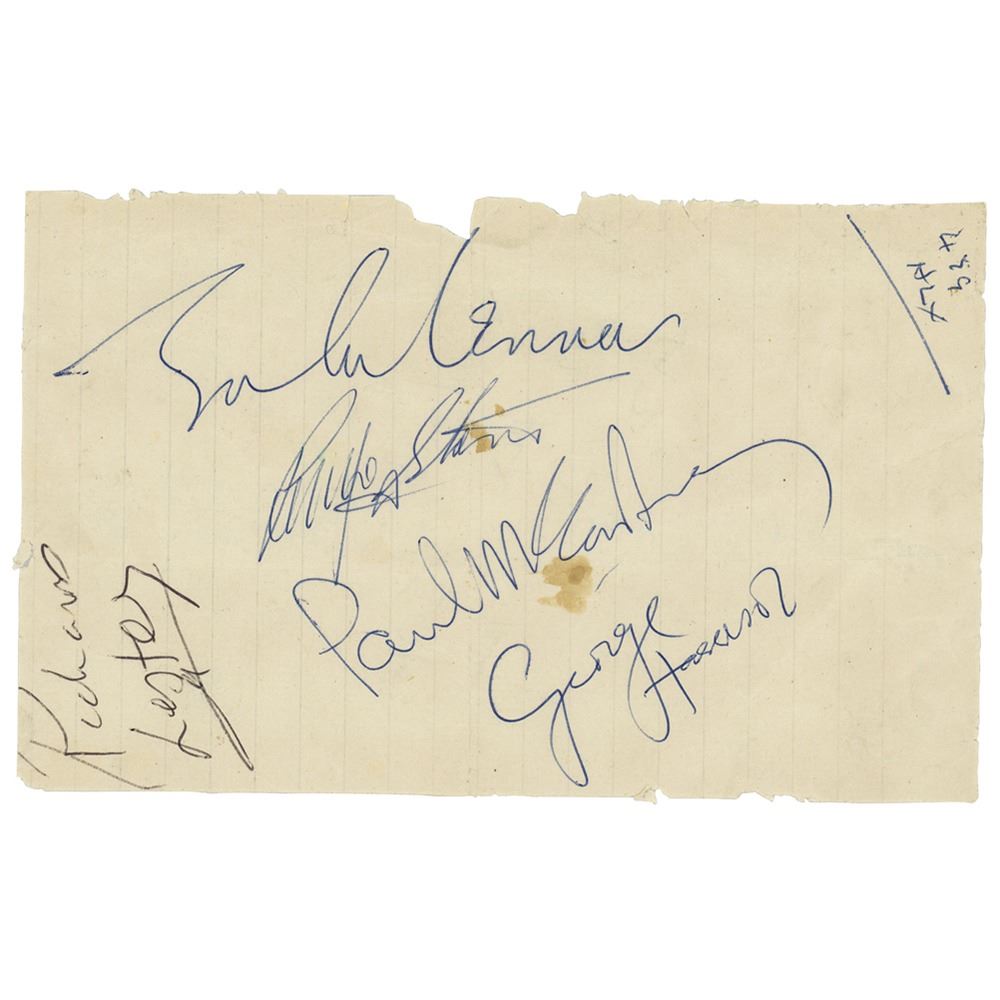 John Lennon
Ringo Starr
Paul McCartney
George Harrison
Richard
Lester